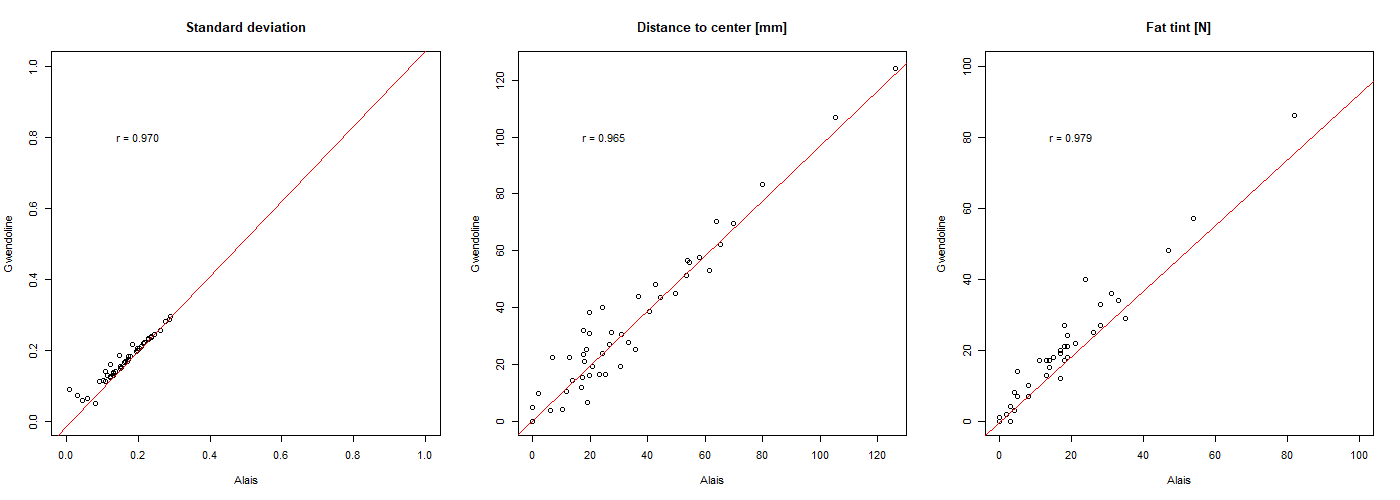 Standard deviation
1.0
0.8
0.6
0.4
0.2
0.0
Gwendoline
r = 0.970
0.0 0.2 0.4 0.6 0.8 1.0
Alais
Distance to center [mm]
120
100
80
60
40
20
0
Gwendoline
r = 0.965
0 20 40 60 80 100 120
Alais
Fat tint [N]
100
80
60
40
20
0
Gwendoline
r = 0.979
0 20 40 60 80 100
Alais